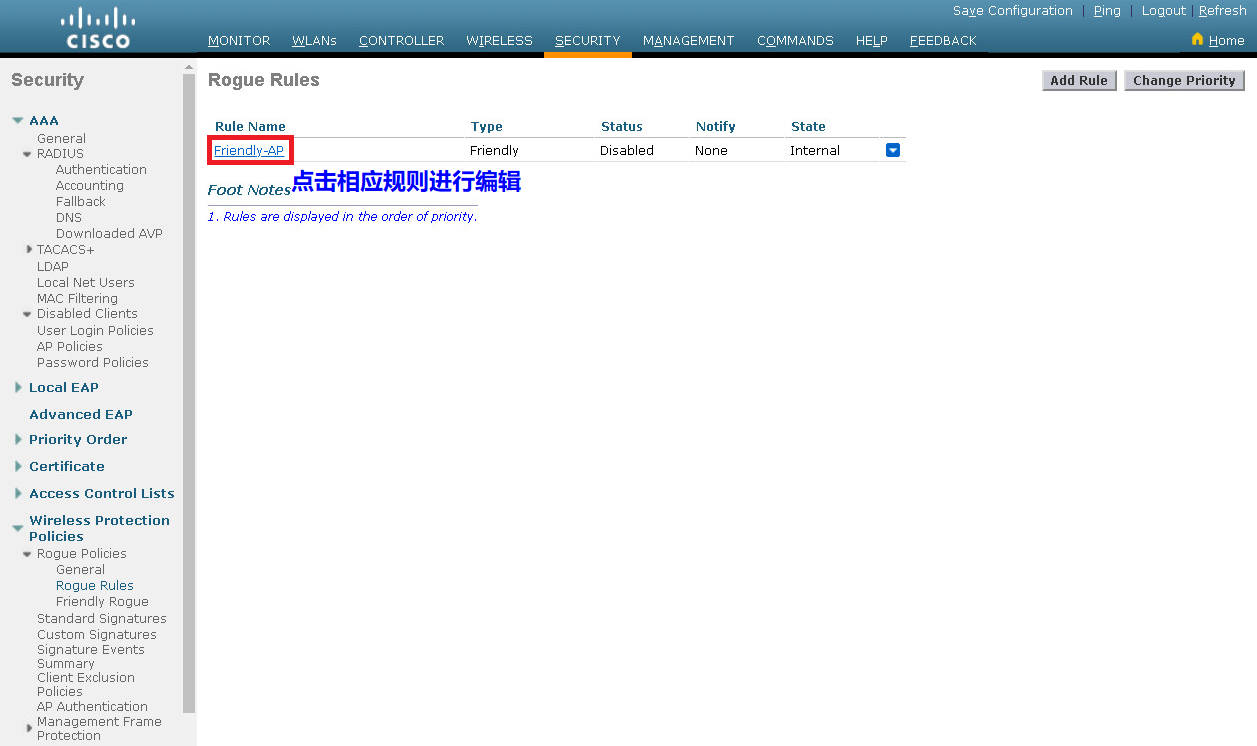 Save Configuration | Ping | Logout | Refresh
CISCO
MONITOR WLANs CONTROLLER WIRELESS SECURITY MANAGEMENT COMMANDS HELP FEEDBACK Home
Security
AAA
General
RADIUS
Authentication
Accounting
Fallback
DNS
Downloaded AVP
TACACS+
LDAP
Local Net Users
MAC Filtering
Disabled Clients
User Login Policies
AP Policies
Password Policies
Local EAP
Advanced EAP
Priority Order
Certificate
Access Control Lists
Wireless Protection
Policies
Rogue Policies
General
Rogue Rules
Friendly Rogue
Standard Signatures
Custom Signatures
Signature Events
Summary
Client Exclusion
Policies
AP Authentication
Management Frame
Protection
Rogue Rules
Add Rule Change Priority
Rule Name Type Status Notify State
Friendly-AP Friendly Disabled None Internal
点击相应规则进行编辑
Foot Notes
1. Rules are displayed in the order of priority.